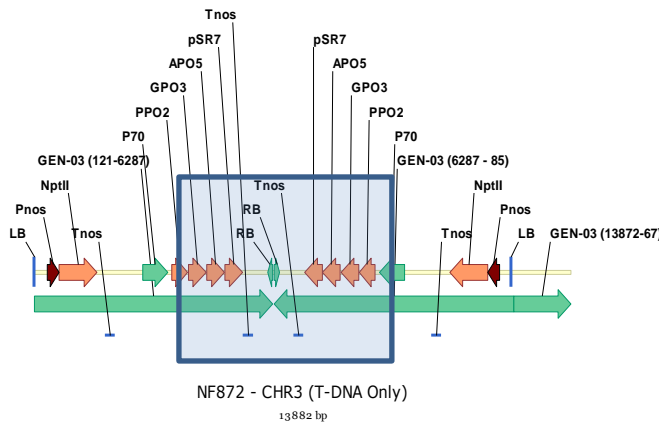 Tnos
pSR7
pSR7
APO5
APO5
GPO3
GPO3
PPO2
PPO2
P70
P70
GEN-03 (121-6287)
GEN-03 (6287 - 85)
NptII
Tnos
NptII
Pnos
RB
Pnos
LB
Tnos
RB
Tnos
LB
GEN-03 (13872-67)
NF872 - CHR3 (T-DNA Only)
13882 bp